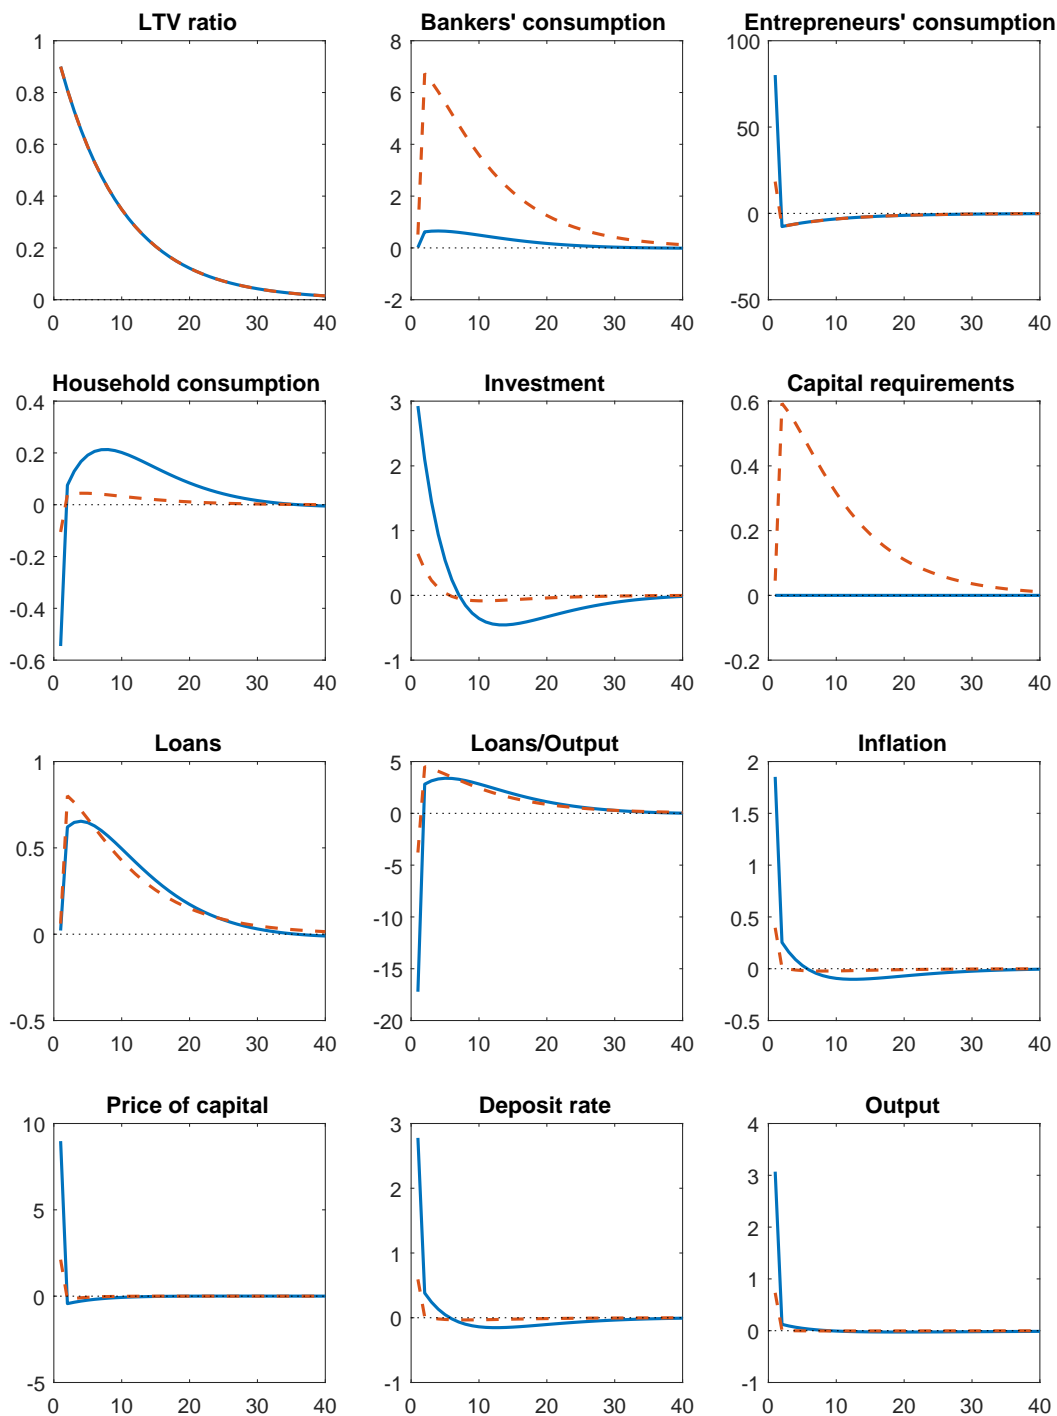 LTV ratio
Bankers' consumption
Entrepreneurs' consumption
1
0.8
0.6
0.4
0.2
0
0 10 20 30 40
8
6
4
2
0
-2
0 10 20 30 40
100
50
0
-50
0 10 20 30 40
Household consumption
Investment
Capital requirements
0.4
0.2
0
-0.2
-0.4
-0.6
0 10 20 30 40
3
2
1
0
-1
0 10 20 30 40
0.6
0.4
0.2
0
-0.2
0 10 20 30 40
Loans
Loans/Output
Inflation
1
0.5
0
-0.5
0 10 20 30 40
5
0
-5
-10
-15
-20
0 10 20 30 40
2
1.5
1
0.5
0
-0.5
0 10 20 30 40
Price of capital
Deposit rate
Output
10
5
0
-5
0 10 20 30 40
3
2
1
0
-1
0 10 20 30 40
4
3
2
1
0
-1
0 10 20 30 40